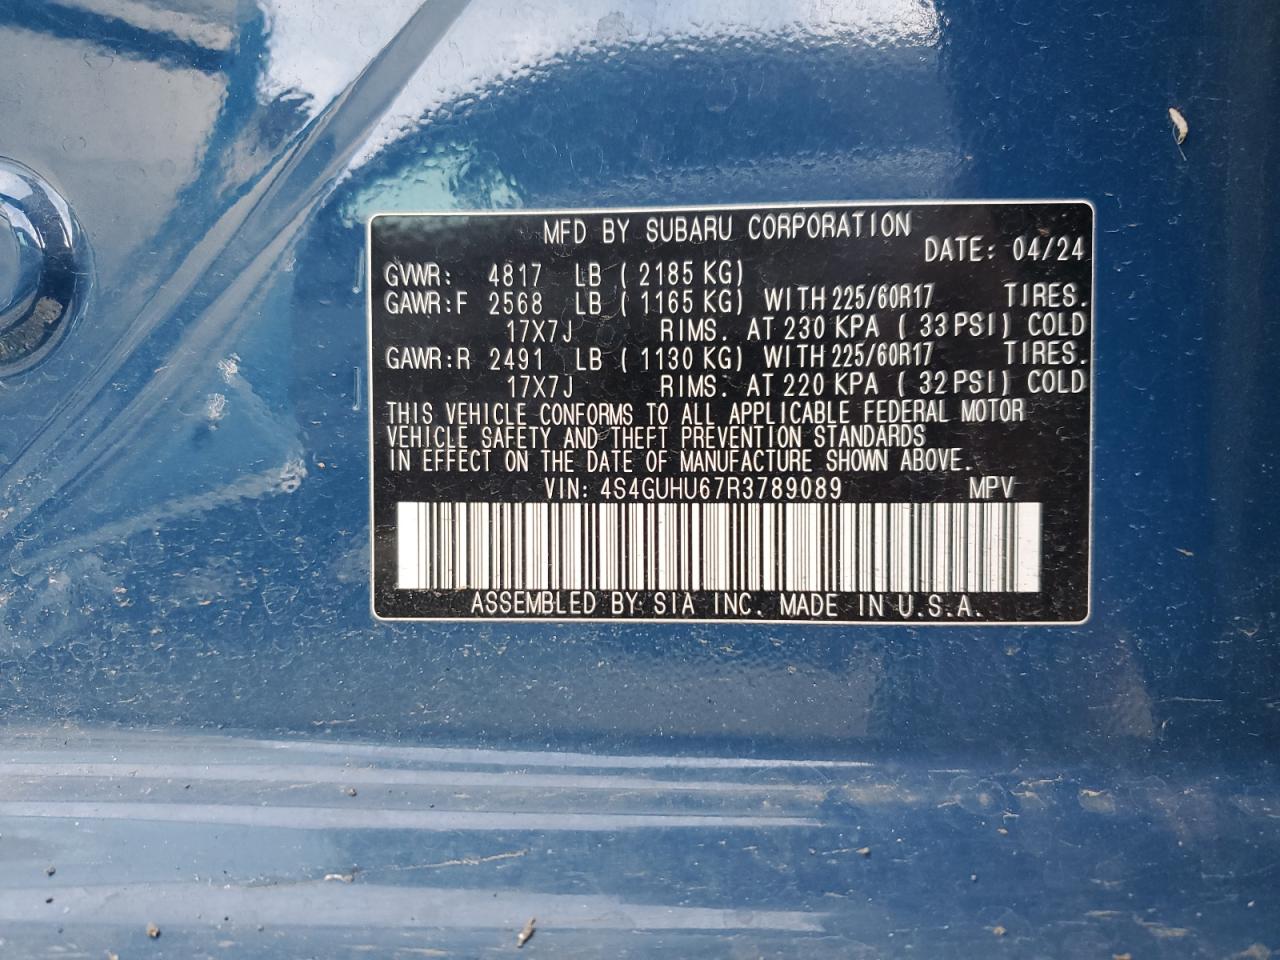 MFD BY SUBARU CORPORATION
DATE: 04/24
GVWR: 4817 LB ( 2185 KG)
GAWR:F 2568 LB ( 1165 KG) WITH 225/60R17 TIRES.
17X7J RIMS. AT 230 KPA ( 33 PSI) COLD
GAWR:R 2491 LB ( 1130 KG) WITH 225/60R17 TIRES.
17X7J RIMS. AT 220 KPA ( 32 PSI) COLD
THIS VEHICLE CONFORMS TO ALL APPLICABLE FEDERAL MOTOR
VEHICLE SAFETY AND THEFT PREVENTION STANDARDS
IN EFFECT ON THE DATE OF MANUFACTURE SHOWN ABOVE.
VIN: 4S4GUHU67R3789089 MPV
ASSEMBLED BY SIA INC. MADE IN U.S.A.